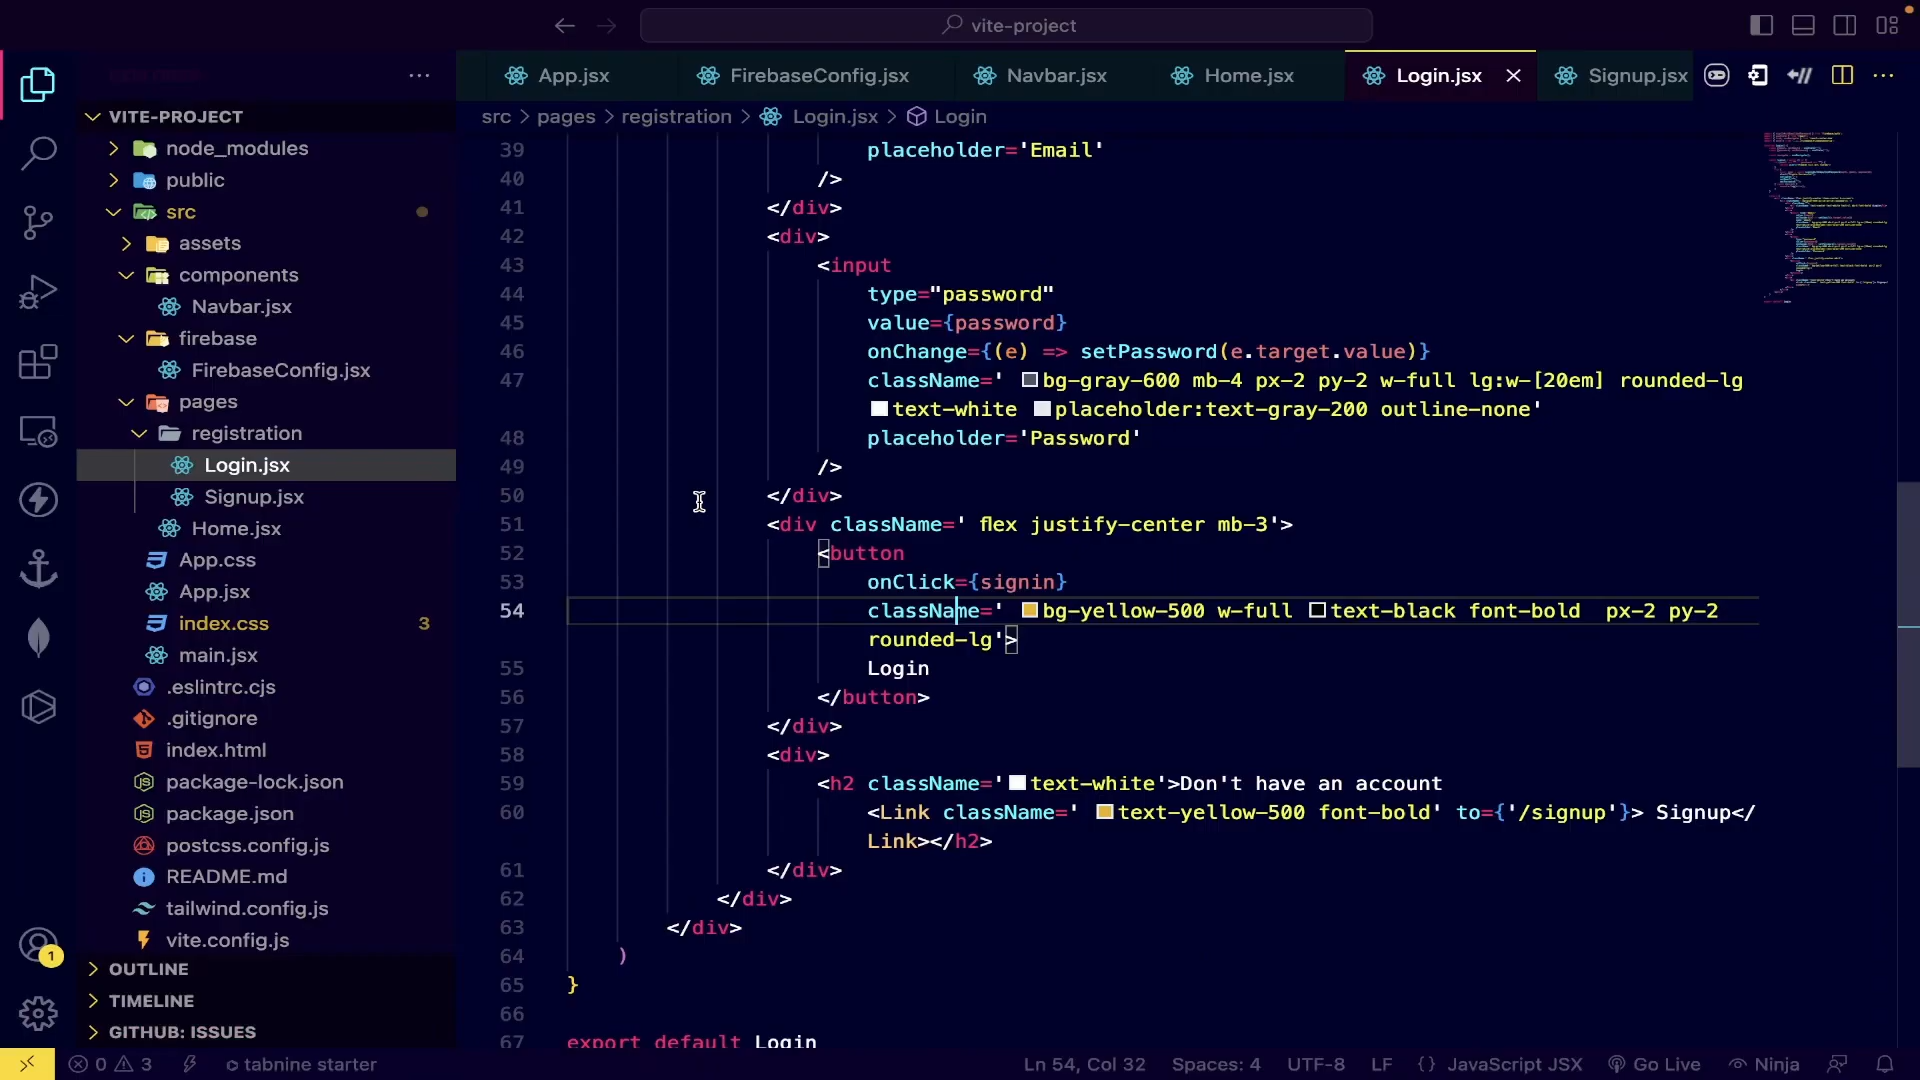 vite-project
App.jsx
FirebaseConfig.jsx
Navbar.jsx
Home.jsx
Login.jsx
Signup.jsx
src > pages > registration > Login.jsx > Login
VITE-PROJECT
node_modules
public
src
assets
components
Navbar.jsx
firebase
FirebaseConfig.jsx
pages
registration
Login.jsx
Signup.jsx
Home.jsx
App.css
App.jsx
index.css 3
main.jsx
.eslintrc.cjs
.gitignore
index.html
package-lock.json
package.json
postcss.config.js
README.md
tailwind.config.js
vite.config.js
OUTLINE
TIMELINE
GITHUB: ISSUES
1
39 placeholder='Email'
40 />
41 </div>
42 <div>
43 <input
44 type="password"
45 value={password}
46 onChange={(e) => setPassword(e.target.value)}
47 className=' bg-gray-600 mb-4 px-2 py-2 w-full lg:w-[20em] rounded-lg
text-white placeholder:text-gray-200 outline-none'
48 placeholder='Password'
49 />
50 </div>
51 <div className=' flex justify-center mb-3'>
52 <button
53 onClick={signin}
54 className=' bg-yellow-500 w-full text-black font-bold  px-2 py-2
rounded-lg'>
55 Login
56 </button>
57 </div>
58 <div>
59 <h2 className='text-white'>Don't have an account
60 <Link className=' text-yellow-500 font-bold' to={'/signup'}> Signup</
Link></h2>
61 </div>
62 </div>
63 </div>
64 )
65 }
66
67 export default Login
0 3 tabnine starter
Ln 54, Col 32 Spaces: 4 UTF-8 LF {} JavaScript JSX Go Live Ninja